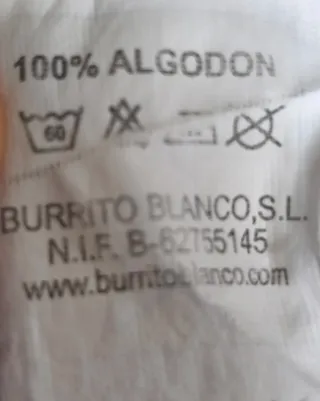 100% ALGODON
60
BURRITO BLANCO,S.L.
N.I.F. B-62755145
www.burritoblanco.com